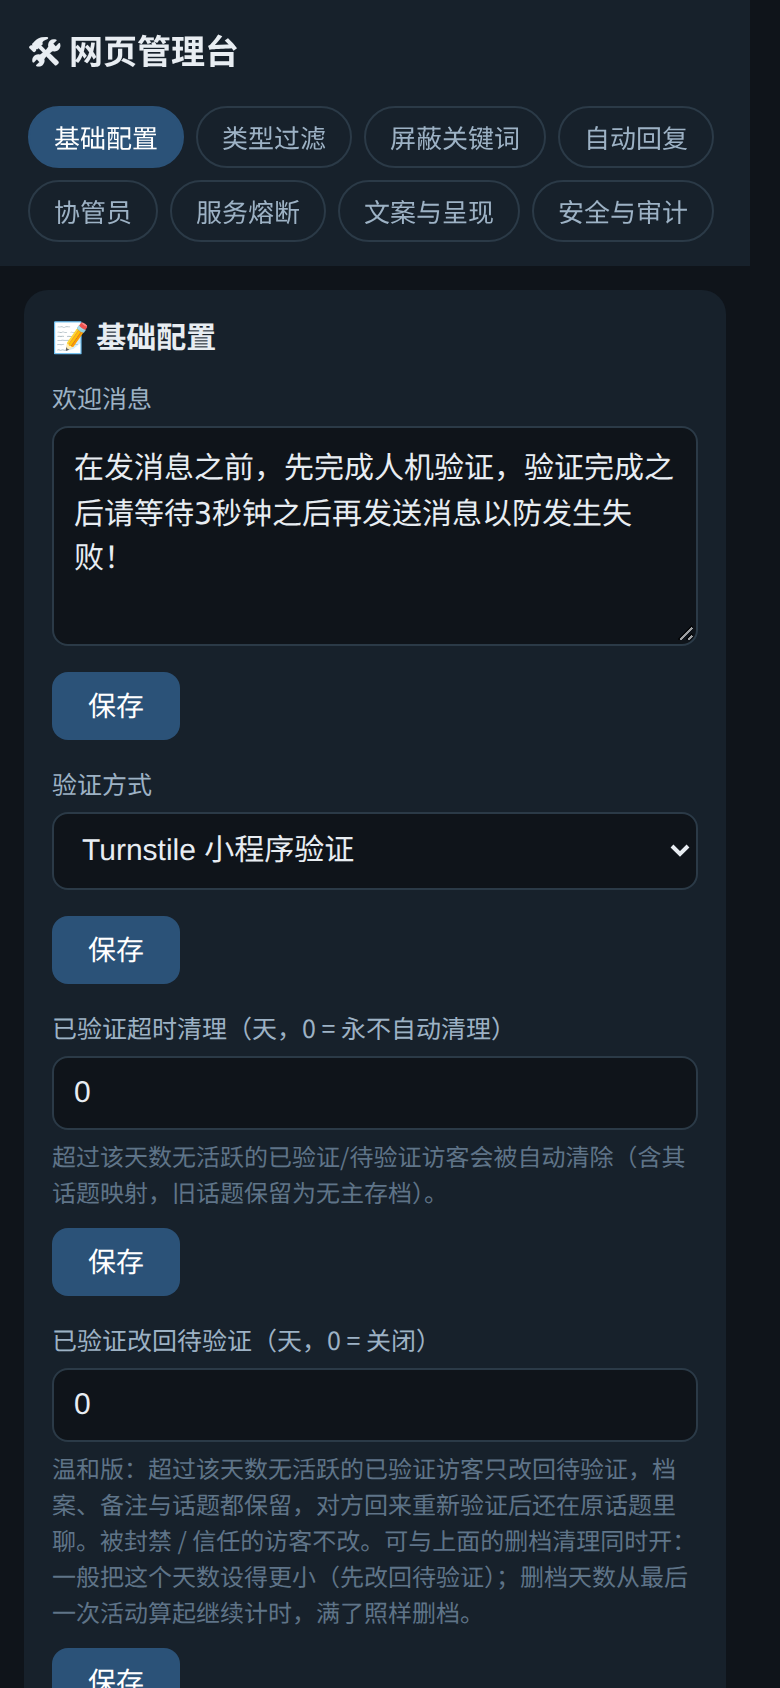 🛠 网页管理台
基础配置 类型过滤 屏蔽关键词 自动回复
协管员 服务熔断 文案与呈现 安全与审计
📝 基础配置
欢迎消息
在发消息之前，先完成人机验证，验证完成之
后请等待3秒钟之后再发送消息以防发生失
败！
保存
验证方式
Turnstile 小程序验证
保存
已验证超时清理（天，0 = 永不自动清理）
0
超过该天数无活跃的已验证/待验证访客会被自动清除（含其
话题映射，旧话题保留为无主存档）。
保存
已验证改回待验证（天，0 = 关闭）
0
温和版：超过该天数无活跃的已验证访客只改回待验证，档
案、备注与话题都保留，对方回来重新验证后还在原话题里
聊。被封禁 / 信任的访客不改。可与上面的删档清理同时开：
一般把这个天数设得更小（先改回待验证）；删档天数从最后
一次活动算起继续计时，满了照样删档。
保存